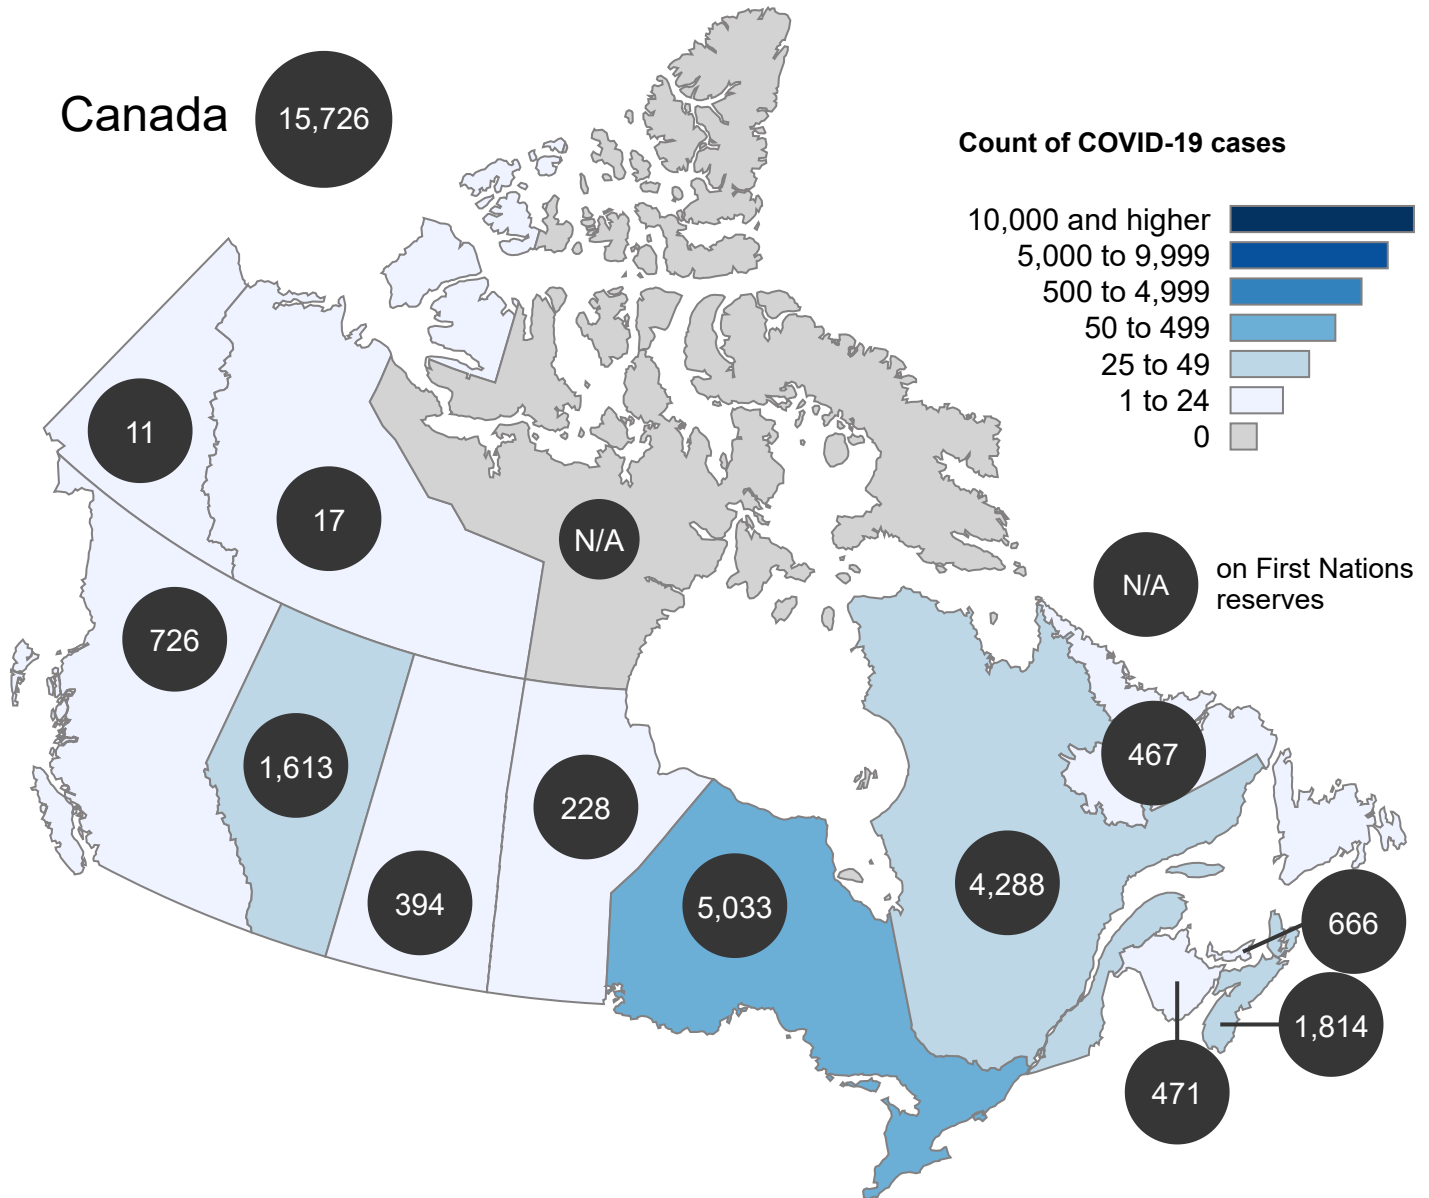 Canada
15,726
Count of COVID-19 cases
10,000 and higher
5,000 to 9,999
500 to 4,999
50 to 499
25 to 49
1 to 24
0
11
17
N/A
N/A
on First Nations
reserves
726
1,613
394
228
5,033
4,288
467
666
1,814
471